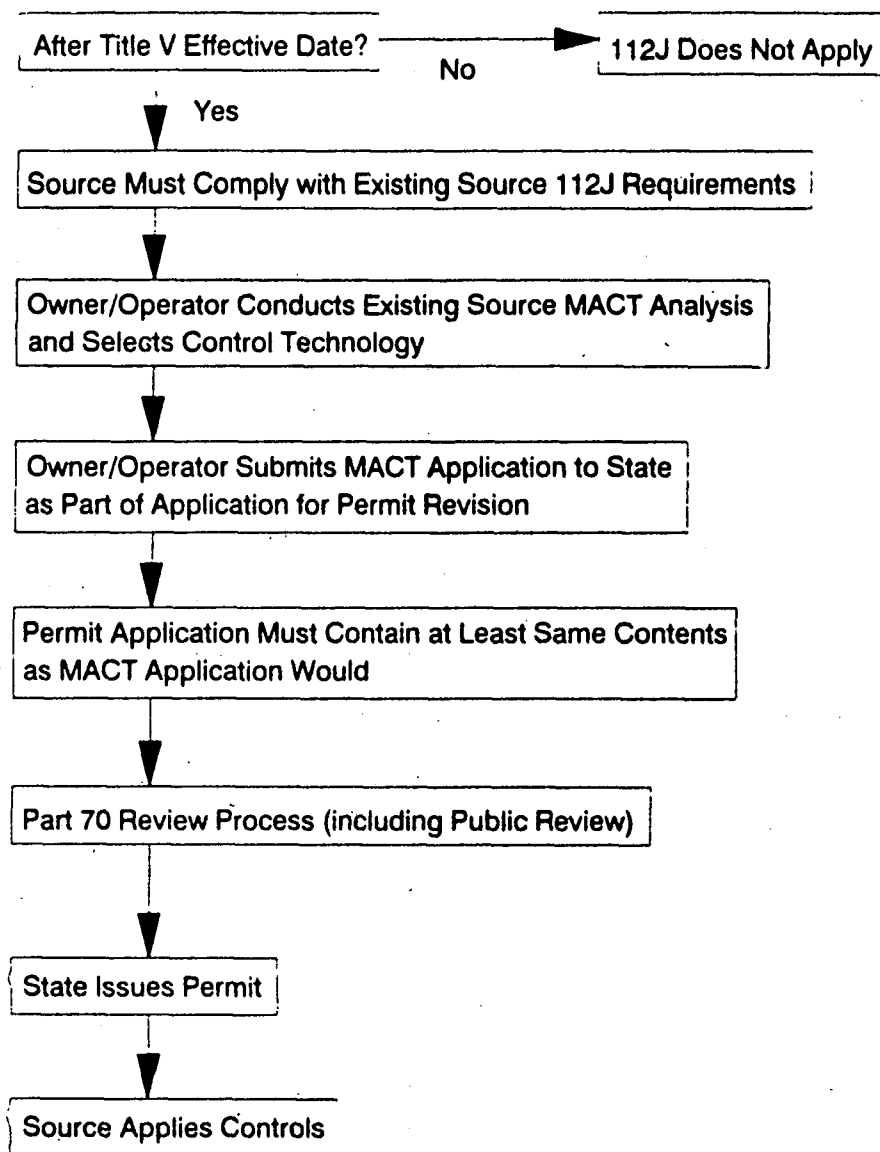 After Title V Effective Date?
No
112J Does Not Apply
Yes
Source Must Comply with Existing Source 112J Requirements
Owner/Operator Conducts Existing Source MACT Analysis
and Selects Control Technology
Owner/Operator Submits MACT Application to State
as Part of Application for Permit Revision
Permit Application Must Contain at Least Same Contents
as MACT Application Would
Part 70 Review Process (including Public Review)
State Issues Permit
Source Applies Controls